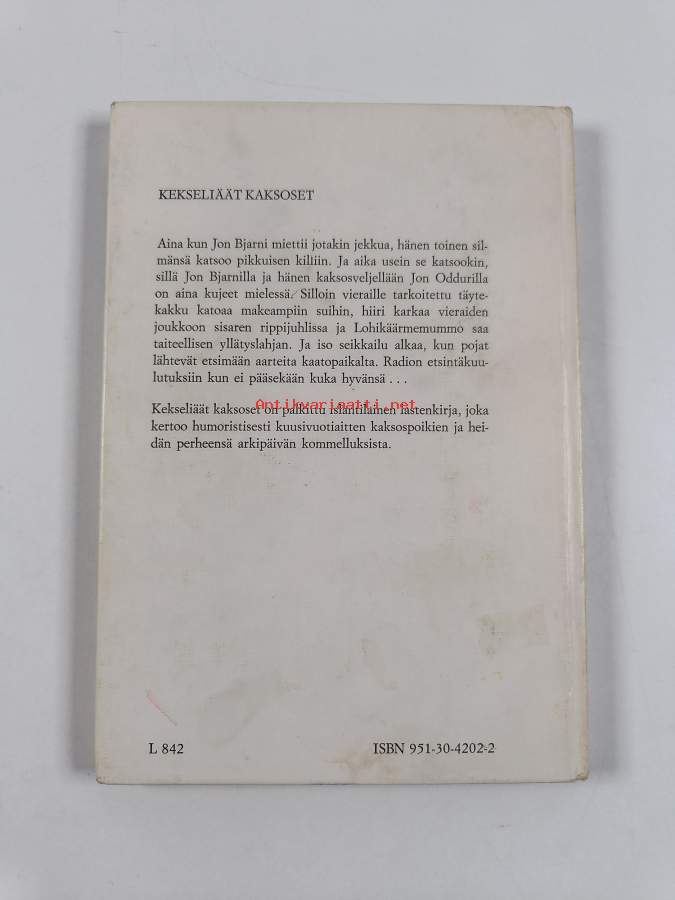 KEKSELIÄÄT KAKSOSET
Aina kun Jon Bjarni miettii jotakin jekkua, hänen toinen sil-
mänsä katsoo pikkuisen kiliin. Ja aika usein se katsookin,
sillä Jon Bjarnilla ja hänen kaksosveljellään Jon Oddurilla
on aina kujeet mielessä. Silloin vieraille tarkoitettu täyte-
kakku katoaa makeampiin suihin, hiiri karkaa vieraiden
joukkoon sisaren rippijuhlissa ja Lohikäärmemummo saa
taiteellisen yllätyslahjan. Ja iso seikkailu alkaa, kun pojat
lähtevät etsimään aarteita kaatopaikalta. Radion etsintäkuu-
lutuksiin kun ei pääsekään kuka hyvänsä . . .
Antikvariaatti.net
Kekseliäät kaksoset on palkittu islantilainen lastenkirja, joka
kertoo humoristisesti kuusivuotiaitten kaksospoikien ja hei-
dän perheensä arkipäivän kommelluksista.
L 842
ISBN 951-30-4202-2